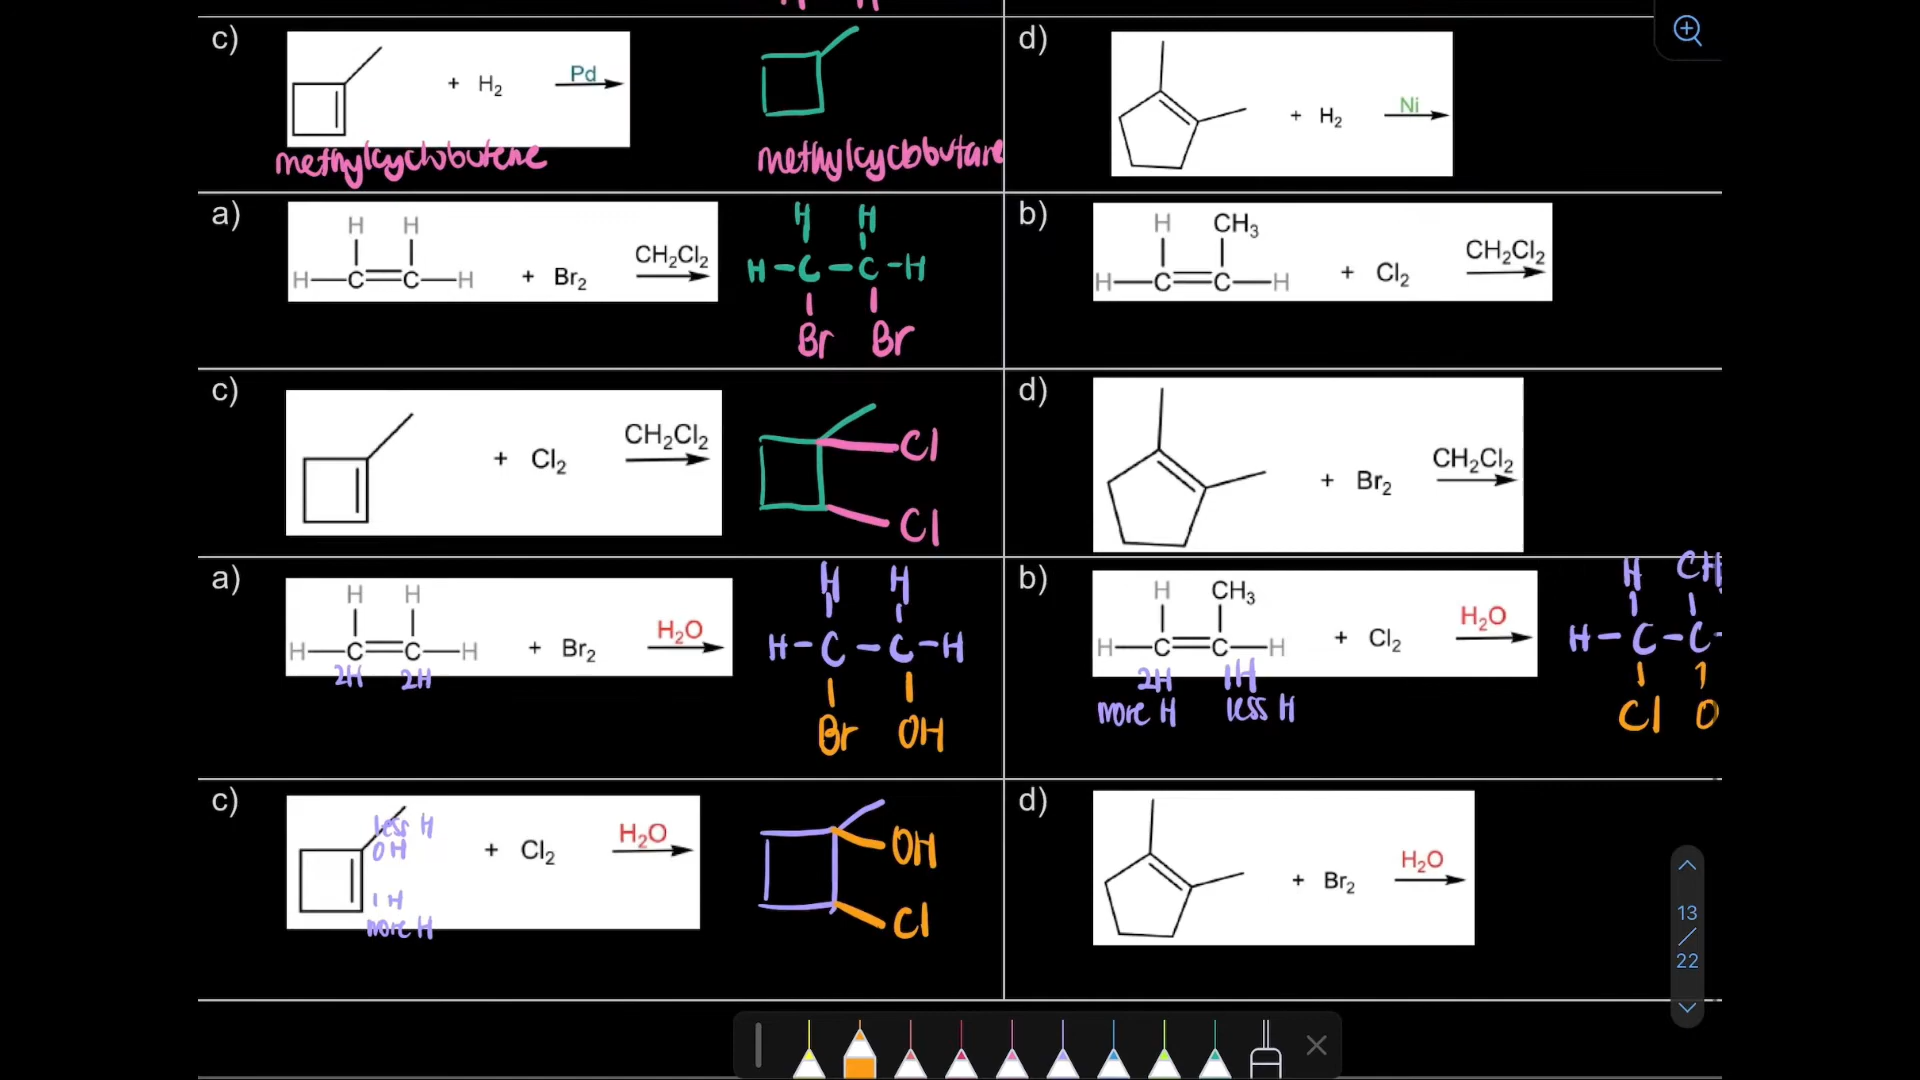 c)
+ H₂
Pd
methylcyclobutene
methylcyclobutane
d)
+ H₂
Ni
a)
H H
H C C H
+ Br₂
CH₂Cl₂
H H
H-C-C-H
Br Br
b)
H CH₃
H C C H
+ Cl₂
CH₂Cl₂
c)
+ Cl₂
CH₂Cl₂
Cl
Cl
d)
+ Br₂
CH₂Cl₂
a)
H H
H C C H
2H 2H
+ Br₂
H₂O
H H
H-C-C-H
Br OH
b)
H CH₃
H C C H
2H 1H
more H less H
+ Cl₂
H₂O
H CH
H-C-C-
Cl O
c)
less H
OH
1H
more H
+ Cl₂
H₂O
OH
Cl
d)
+ Br₂
H₂O
13
/
22